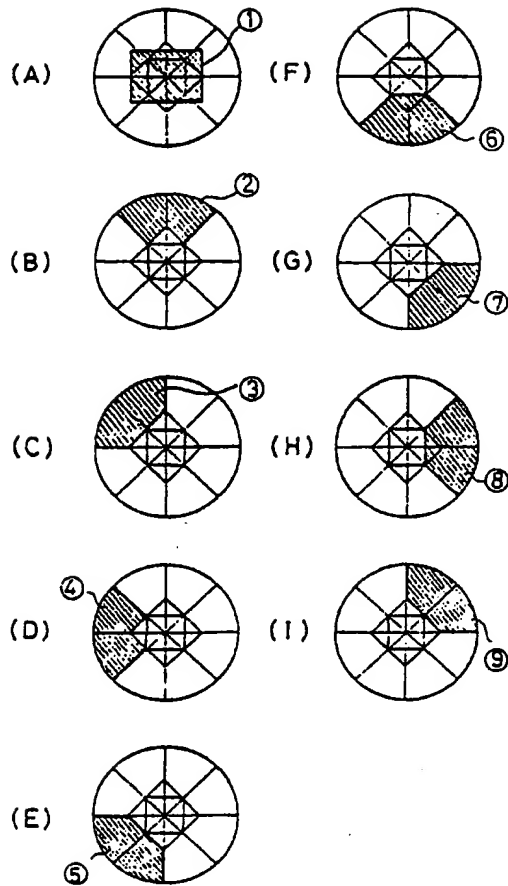 (A) ①
(F) ⑥
(B) ②
(G) ⑦
(C) ③
(H) ⑧
(D) ④
(I) ⑨
(E) ⑤